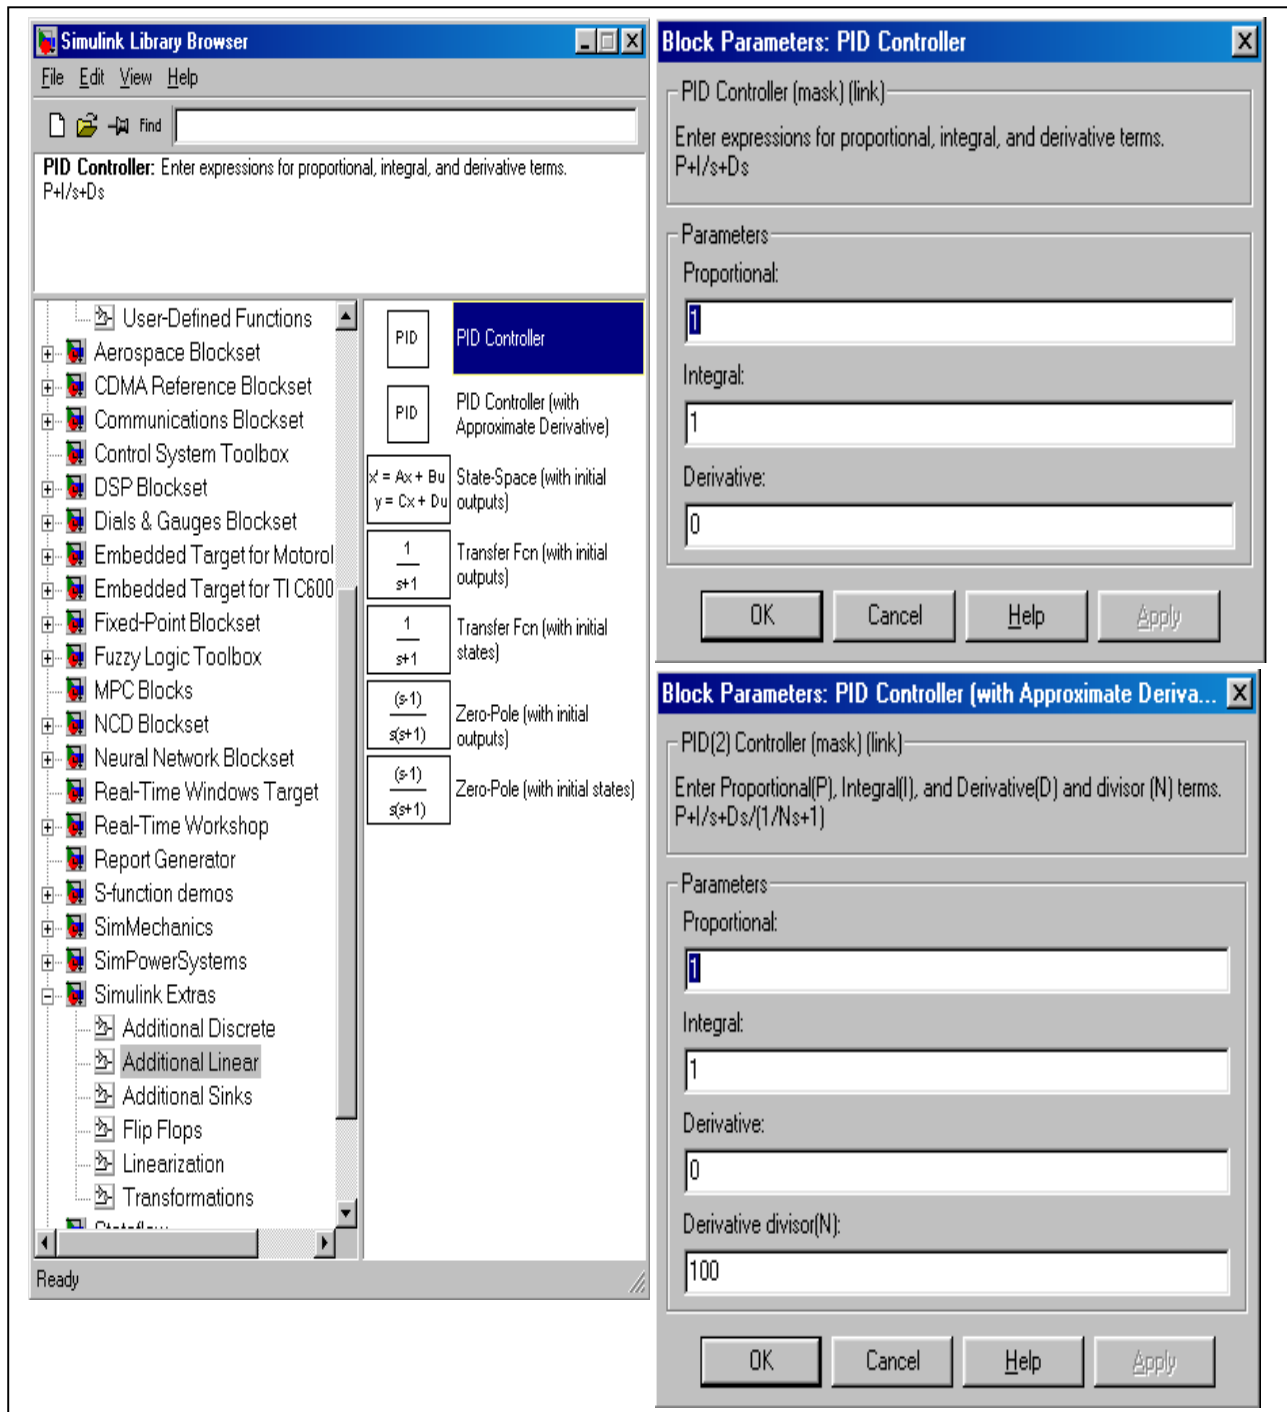 Simulink Library Browser
File Edit View Help
Find
PID Controller: Enter expressions for proportional, integral, and derivative terms.
P+I/s+Ds
User-Defined Functions
Aerospace Blockset
CDMA Reference Blockset
Communications Blockset
Control System Toolbox
DSP Blockset
Dials & Gauges Blockset
Embedded Target for Motorol
Embedded Target for TI C600
Fixed-Point Blockset
Fuzzy Logic Toolbox
MPC Blocks
NCD Blockset
Neural Network Blockset
Real-Time Windows Target
Real-Time Workshop
Report Generator
S-function demos
SimMechanics
SimPowerSystems
Simulink Extras
Additional Discrete
Additional Linear
Additional Sinks
Flip Flops
Linearization
Transformations
Stateflow
PID
PID Controller
PID
PID Controller (with
Approximate Derivative)
x' = Ax + Bu
y = Cx + Du
State-Space (with initial
outputs)
1
s+1
Transfer Fcn (with initial
outputs)
1
s+1
Transfer Fcn (with initial
states)
(s-1)
s(s+1)
Zero-Pole (with initial
outputs)
(s-1)
s(s+1)
Zero-Pole (with initial states)
Ready
Block Parameters: PID Controller
PID Controller (mask) (link)
Enter expressions for proportional, integral, and derivative terms.
P+I/s+Ds
Parameters
Proportional:
1
Integral:
1
Derivative:
0
OK Cancel Help Apply
Block Parameters: PID Controller (with Approximate Deriva...
PID(2) Controller (mask) (link)
Enter Proportional(P), Integral(I), and Derivative(D) and divisor (N) terms.
P+I/s+Ds/(1/Ns+1)
Parameters
Proportional:
1
Integral:
1
Derivative:
0
Derivative divisor(N):
100
OK Cancel Help Apply